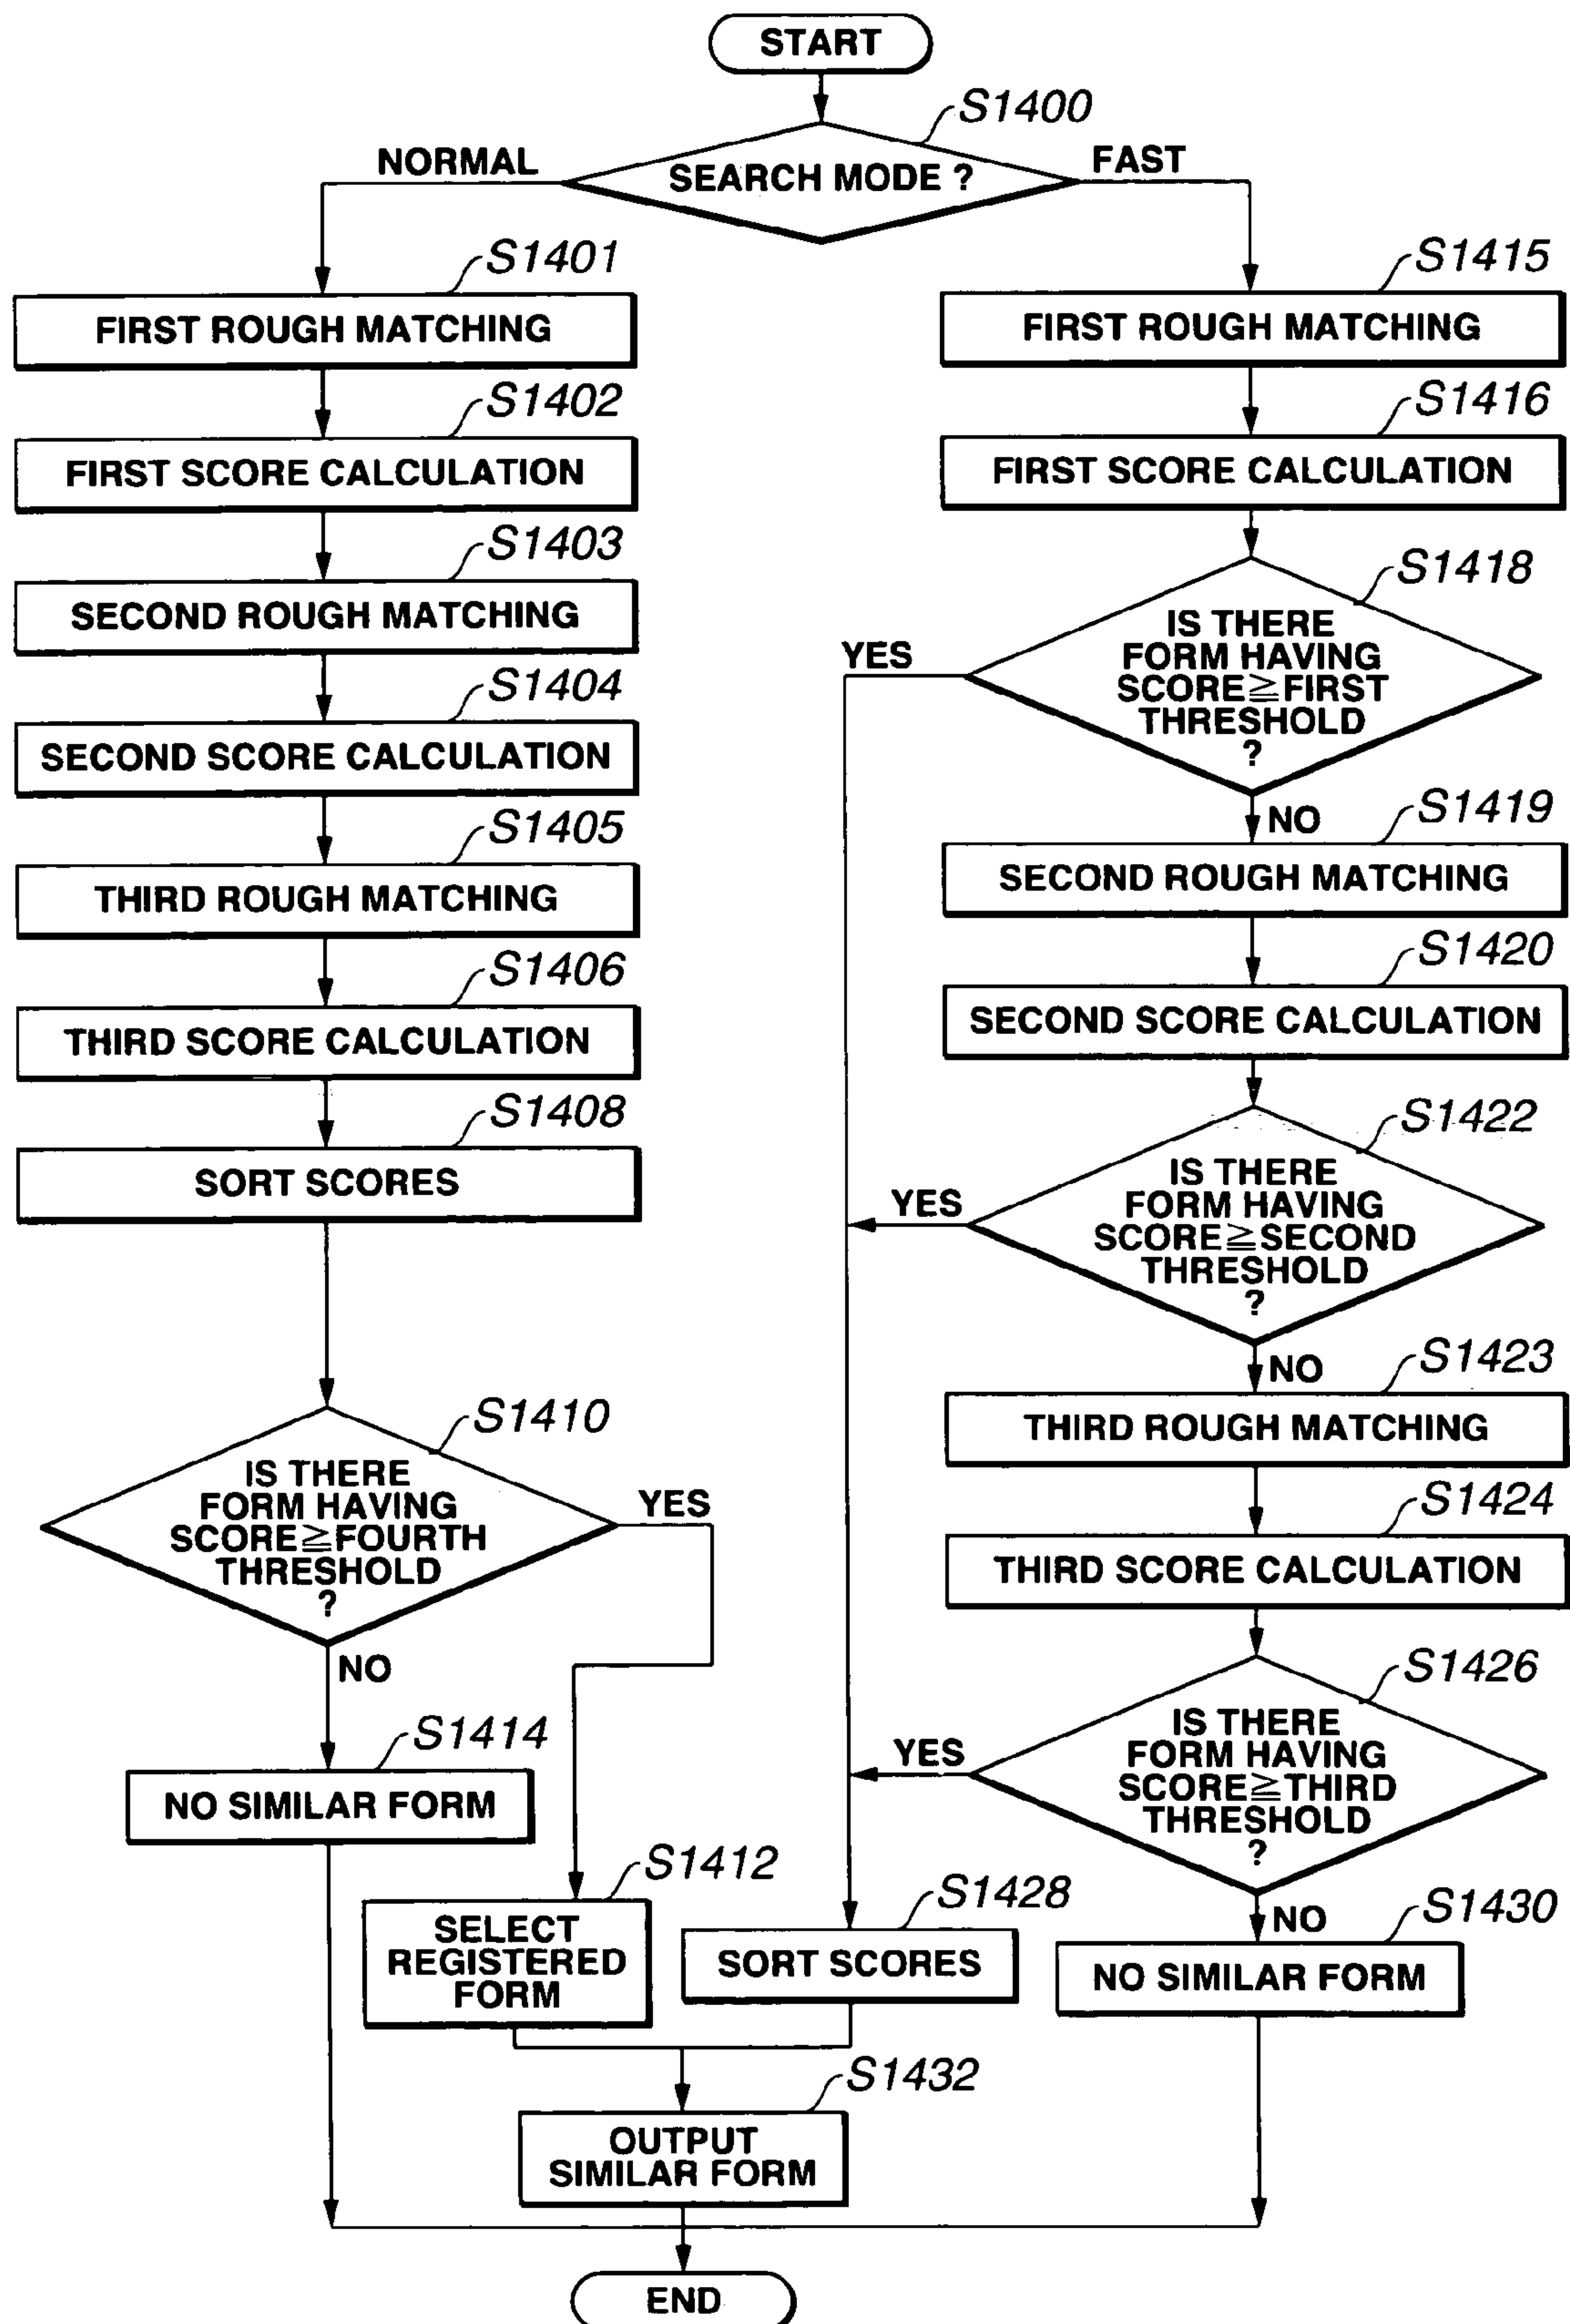 START
S1400
SEARCH MODE ?
NORMAL
FAST
S1401
FIRST ROUGH MATCHING
S1402
FIRST SCORE CALCULATION
S1403
SECOND ROUGH MATCHING
S1404
SECOND SCORE CALCULATION
S1405
THIRD ROUGH MATCHING
S1406
THIRD SCORE CALCULATION
S1408
SORT SCORES
S1410
IS THERE
FORM HAVING
SCORE≧FOURTH
THRESHOLD
?
YES
NO
S1414
NO SIMILAR FORM
S1412
SELECT
REGISTERED
FORM
S1415
FIRST ROUGH MATCHING
S1416
FIRST SCORE CALCULATION
S1418
IS THERE
FORM HAVING
SCORE≧FIRST
THRESHOLD
?
YES
NO
S1419
SECOND ROUGH MATCHING
S1420
SECOND SCORE CALCULATION
S1422
IS THERE
FORM HAVING
SCORE≧SECOND
THRESHOLD
?
YES
NO
S1423
THIRD ROUGH MATCHING
S1424
THIRD SCORE CALCULATION
S1426
IS THERE
FORM HAVING
SCORE≧THIRD
THRESHOLD
?
YES
NO
S1428
SORT SCORES
S1430
NO SIMILAR FORM
S1432
OUTPUT
SIMILAR FORM
END